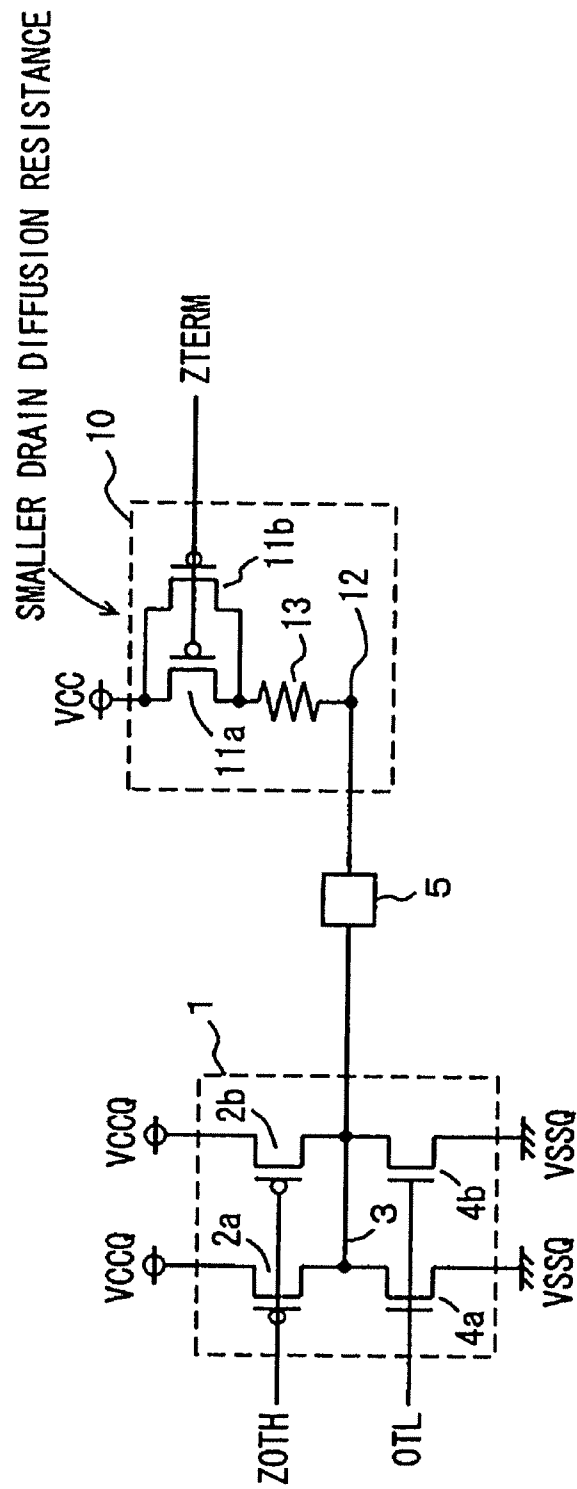 SMALLER DRAIN DIFFUSION RESISTANCE
10
VCC
ZTERM
11a
11b
13
12
5
1
VCCQ
VCCQ
2a
2b
3
ZOTH
OTL
4a
4b
VSSQ
VSSQ